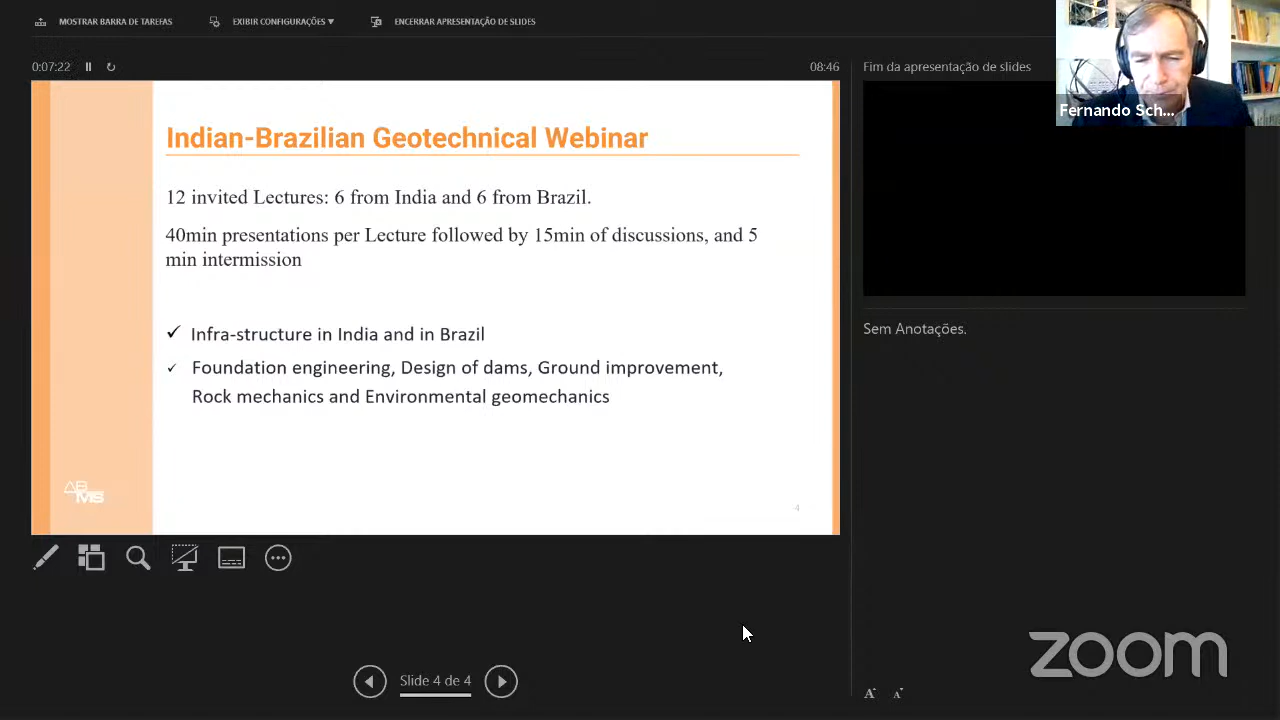 MOSTRAR BARRA DE TAREFAS
EXIBIR CONFIGURAÇÕES ▼
ENCERRAR APRESENTAÇÃO DE SLIDES
0:07:22
08:46
Fim da apresentação de slides
Fernando Sch...
Indian-Brazilian Geotechnical Webinar
12 invited Lectures: 6 from India and 6 from Brazil.
40min presentations per Lecture followed by 15min of discussions, and 5
min intermission
✓ Infra-structure in India and in Brazil
✓ Foundation engineering, Design of dams, Ground improvement,
Rock mechanics and Environmental geomechanics
ABMS
4
Sem Anotações.
Slide 4 de 4
A A
zoom